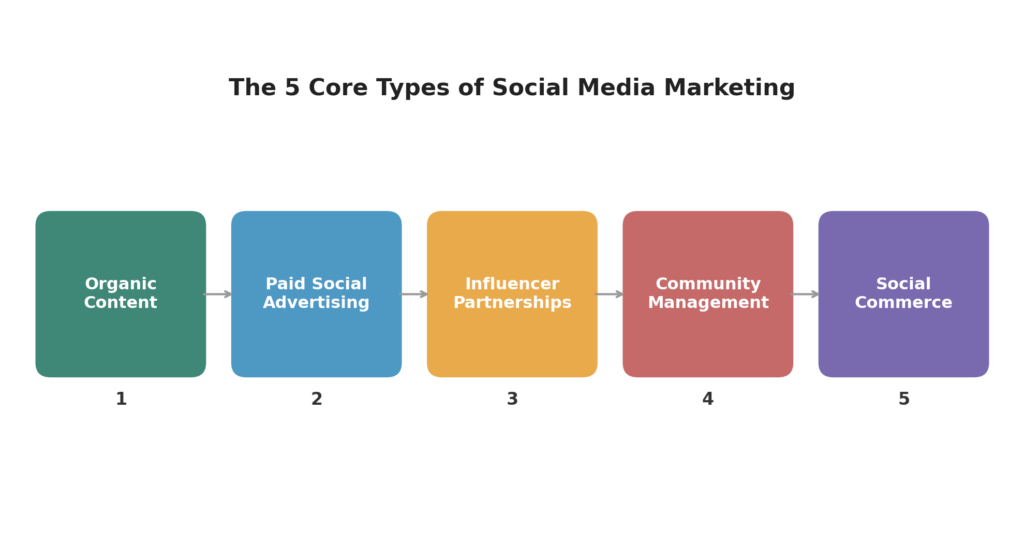 The 5 Core Types of Social Media Marketing
Organic
Content
Paid Social
Advertising
Influencer
Partnerships
Community
Management
Social
Commerce
1
2
3
4
5